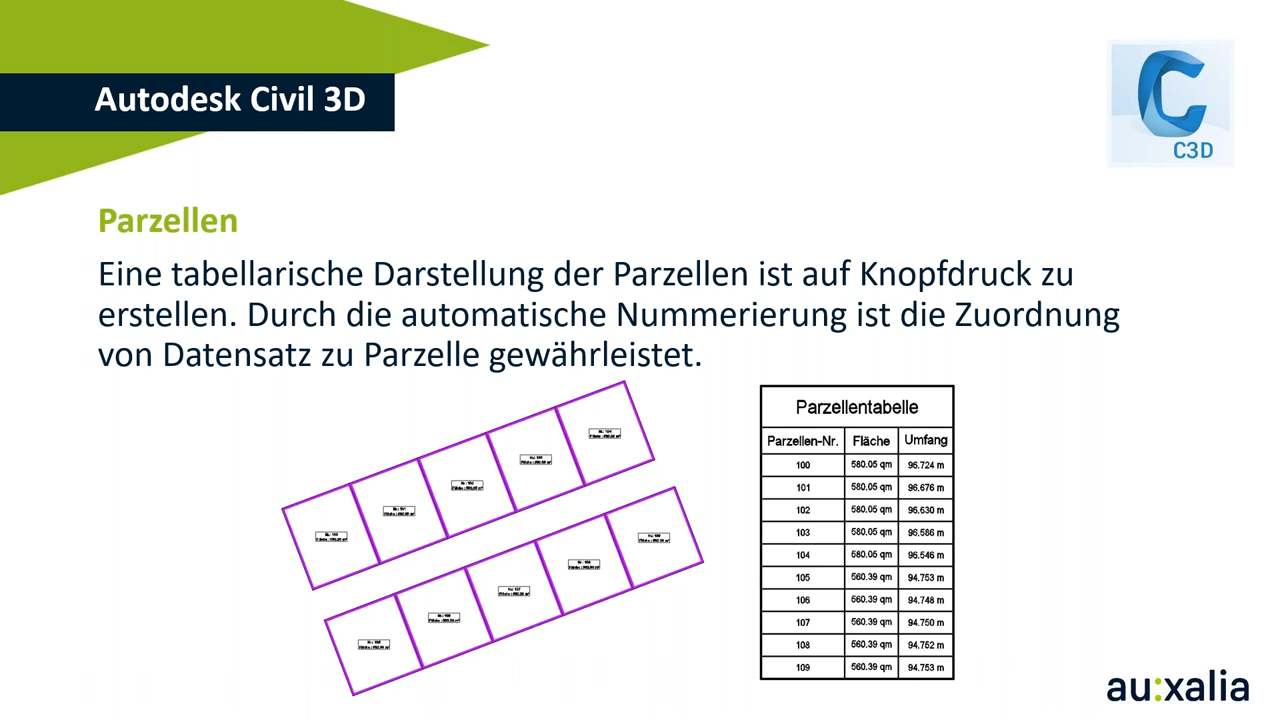 Autodesk Civil 3D
C3D
Parzellen
Eine tabellarische Darstellung der Parzellen ist auf Knopfdruck zu
erstellen. Durch die automatische Nummerierung ist die Zuordnung
von Datensatz zu Parzelle gewährleistet.
Parzellentabelle
Parzellen-Nr. Fläche Umfang
100 580.05 qm 96.724 m
101 580.05 qm 96.676 m
102 580.05 qm 96.630 m
103 580.05 qm 96.586 m
104 580.05 qm 96.546 m
105 560.39 qm 94.753 m
106 560.39 qm 94.748 m
107 560.39 qm 94.750 m
108 560.39 qm 94.752 m
109 560.39 qm 94.753 m
au:xalia